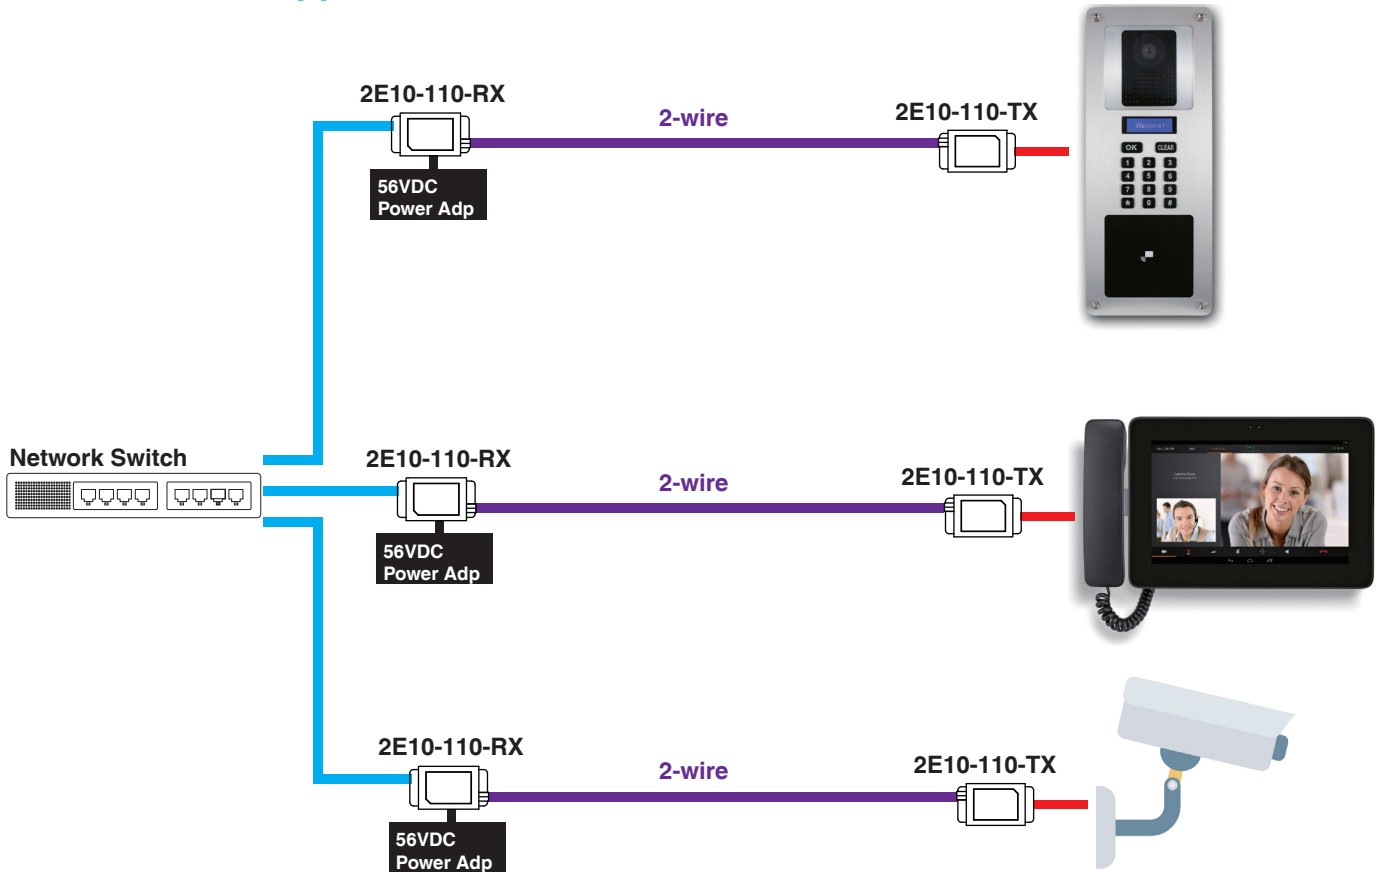 2E10-110-RX
2-wire
2E10-110-TX
56VDC
Power Adp
Welcome!
OK CLEAR
1 2 3
4 5 6
7 8 9
* 0 #
Network Switch
2E10-110-RX
2-wire
2E10-110-TX
56VDC
Power Adp
2E10-110-RX
2-wire
2E10-110-TX
56VDC
Power Adp